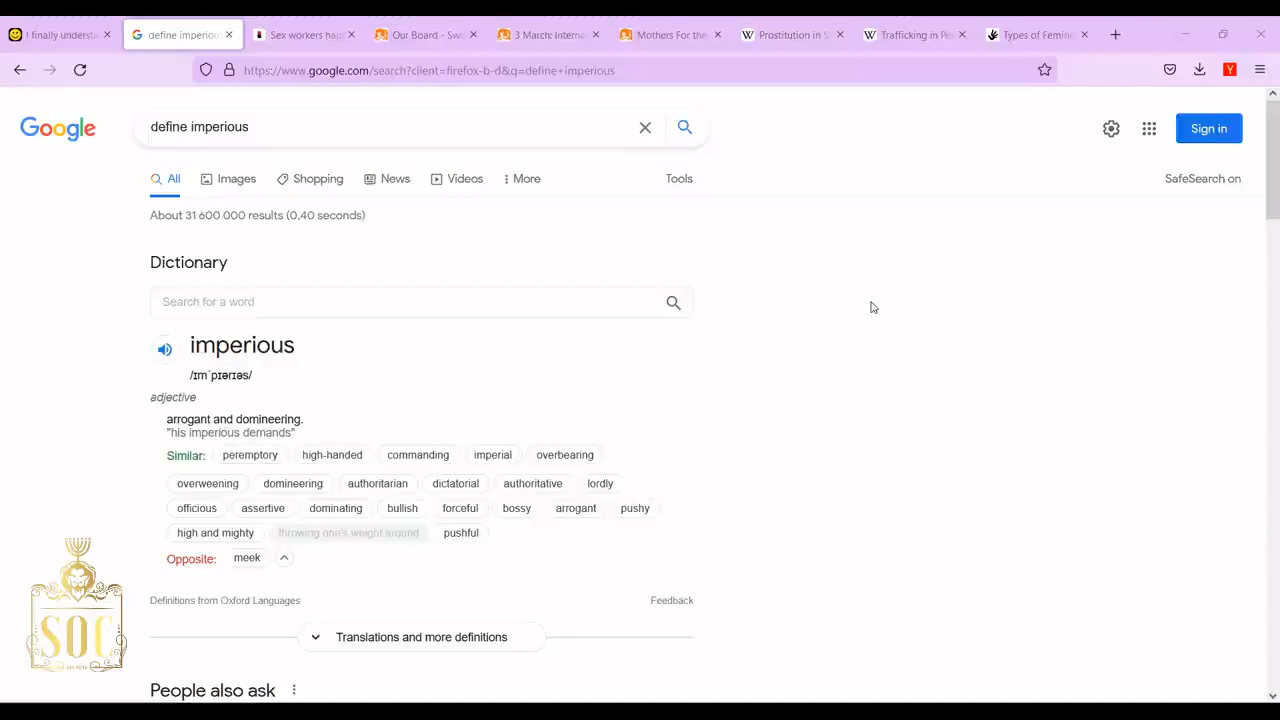 I finally understa
define imperiou
Sex workers hap
Our Board - Swe
3 March: Interna
Mothers For the
Prostitution in S
Trafficking in Pe
Types of Femini
https://www.google.com/search?client=firefox-b-d&q=define+imperious
Google
define imperious
Sign in
All
Images
Shopping
News
Videos
More
Tools
SafeSearch on
About 31 600 000 results (0.40 seconds)
Dictionary
Search for a word
imperious
/ɪmˈpɪərɪəs/
adjective
arrogant and domineering.
"his imperious demands"
Similar: peremptory high-handed commanding imperial overbearing
overweening domineering authoritarian dictatorial authoritative lordly
officious assertive dominating bullish forceful bossy arrogant pushy
high and mighty throwing one's weight around pushful
Opposite: meek
Definitions from Oxford Languages
Feedback
Translations and more definitions
People also ask
SOC